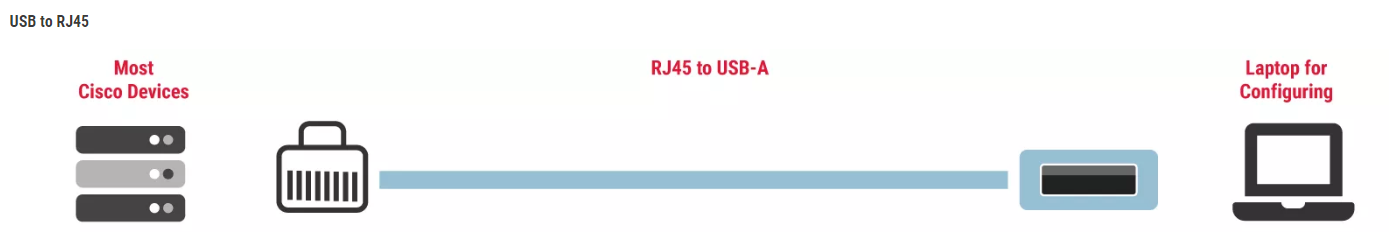 USB to RJ45
Most
Cisco Devices
RJ45 to USB-A
Laptop for
Configuring